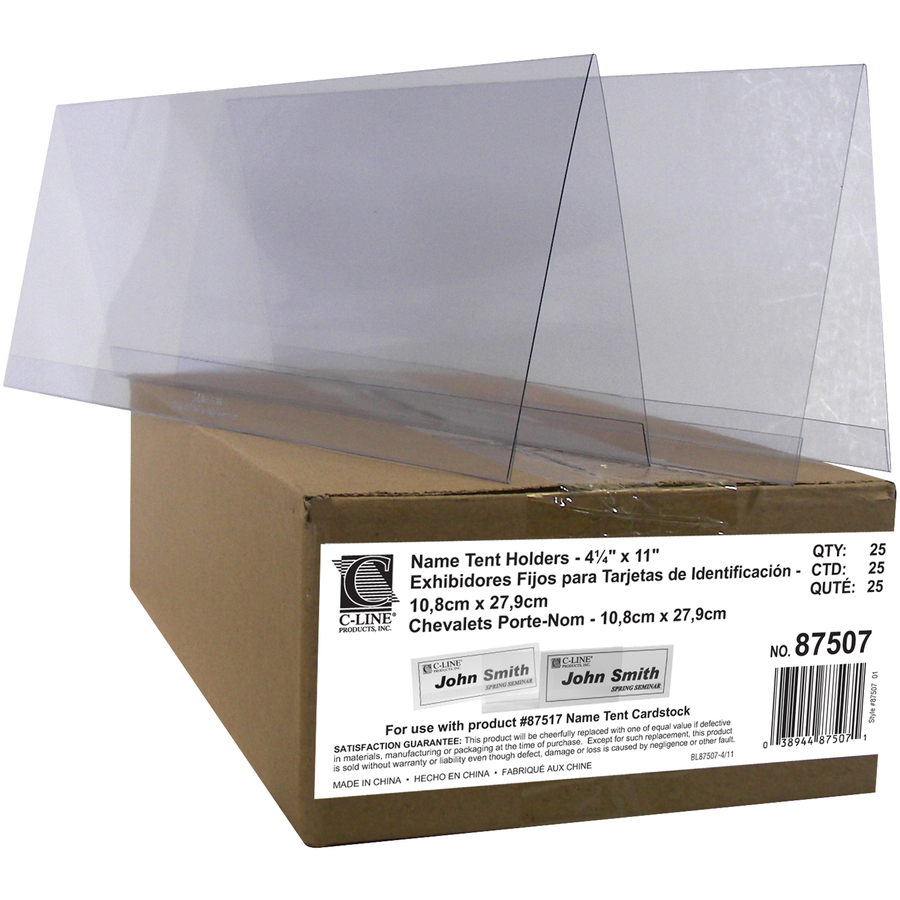 Name Tent Holders - 4¼" x 11"
Exhibidores Fijos para Tarjetas de Identificación -
10,8cm x 27,9cm
Chevalets Porte-Nom - 10,8cm x 27,9cm
QTY: 25
CTD: 25
QUTÉ: 25
C
C-LINE®
PRODUCTS, INC.
NO. 87507
C-LINE®
PRODUCTS, INC.
John Smith
SPRING SEMINAR
C-LINE®
PRODUCTS, INC.
John Smith
SPRING SEMINAR
For use with product #87517 Name Tent Cardstock
SATISFACTION GUARANTEE: This product will be cheerfully replaced with one of equal value if defective
in materials, manufacturing or packaging at the time of purchase. Except for such replacement, this product
is sold without warranty or liability even though defect, damage or loss is caused by negligence or other fault.
BL87507-4/11
MADE IN CHINA • HECHO EN CHINA • FABRIQUÉ AUX CHINE
0 38944 87507 1
Style #87507 01